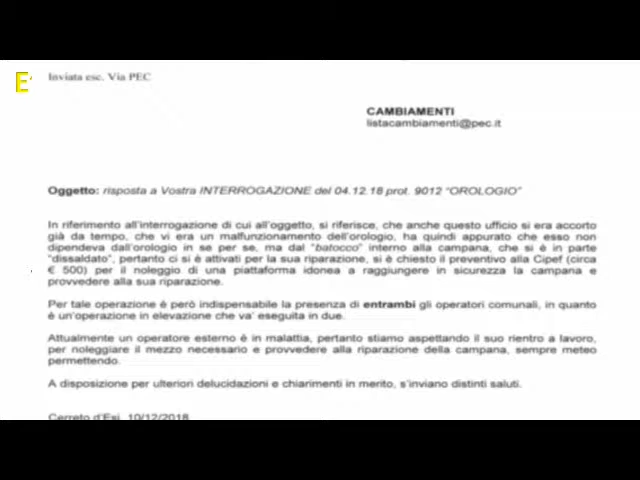 E
Inviata esc. Via PEC
CAMBIAMENTI
listacambiamenti@pec.it
Oggetto: risposta a Vostra INTERROGAZIONE del 04.12.18 prot. 9012 "OROLOGIO"
In riferimento all'interrogazione di cui all'oggetto, si riferisce, che anche questo ufficio si era accorto
già da tempo, che vi era un malfunzionamento dell'orologio, ha quindi appurato che esso non
dipendeva dall'orologio in se per se, ma dal "batocco" interno alla campana, che si è in parte
"dissaldato", pertanto ci si è attivati per la sua riparazione, si è chiesto il preventivo alla Cipef (circa
€ 500) per il noleggio di una piattaforma idonea a raggiungere in sicurezza la campana e
provvedere alla sua riparazione.
Per tale operazione è però indispensabile la presenza di entrambi gli operatori comunali, in quanto
è un'operazione in elevazione che va' eseguita in due.
Attualmente un operatore esterno è in malattia, pertanto stiamo aspettando il suo rientro a lavoro,
per noleggiare il mezzo necessario e provvedere alla riparazione della campana, sempre meteo
permettendo.
A disposizione per ulteriori delucidazioni e chiarimenti in merito, s'inviano distinti saluti.
Cerreto d'Esi, 10/12/2018